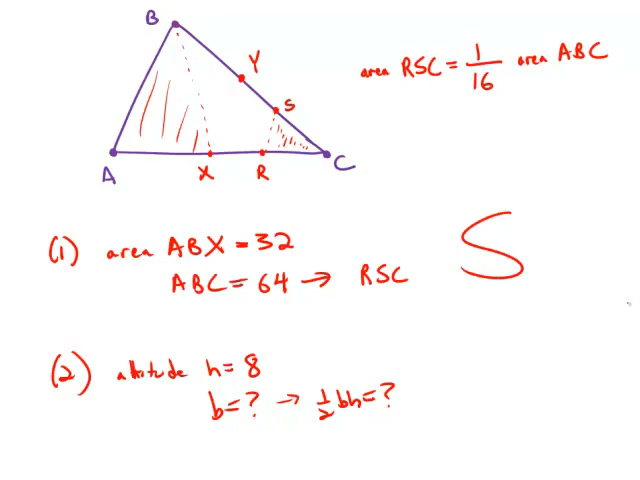 B
Y
S
A
X
R
C
area RSC = 1/16 area ABC
(1) area ABX = 32
ABC = 64 → RSC
S
(2) altitude h = 8
b = ? → 1/2 bh = ?